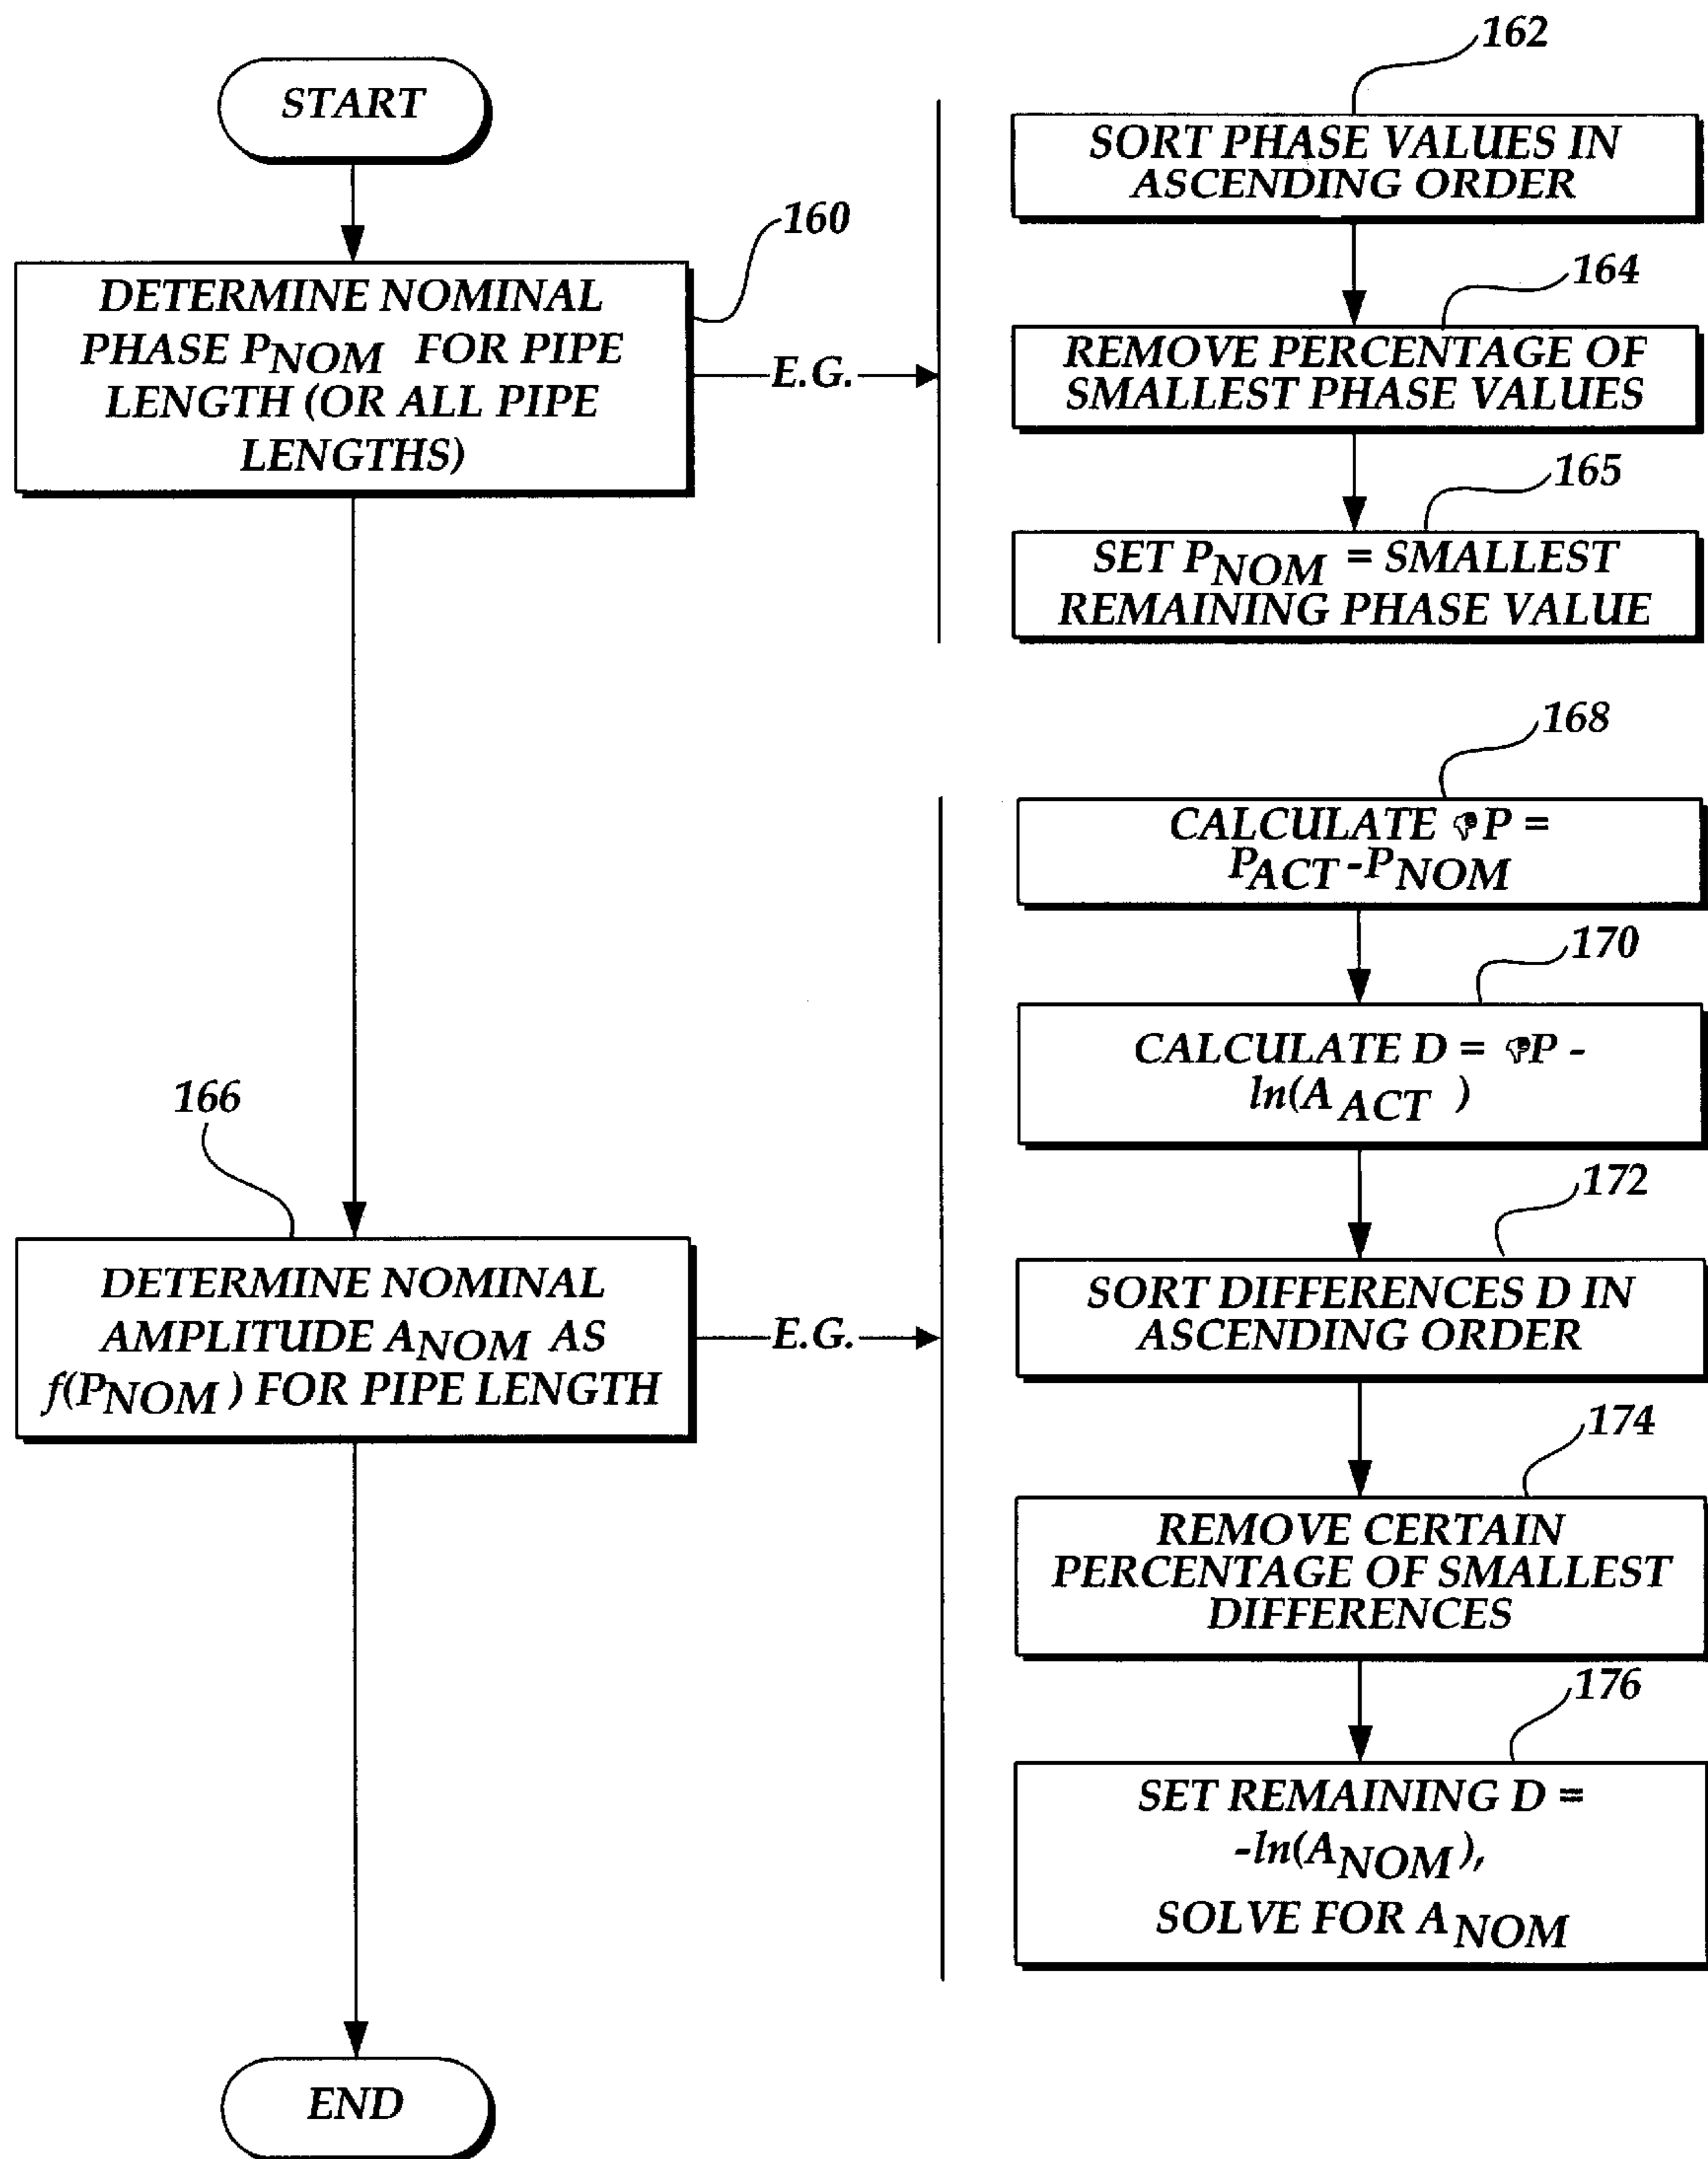 START
160
DETERMINE NOMINAL
PHASE PNOM FOR PIPE
LENGTH (OR ALL PIPE
LENGTHS)
E.G.
162
SORT PHASE VALUES IN
ASCENDING ORDER
164
REMOVE PERCENTAGE OF
SMALLEST PHASE VALUES
165
SET PNOM = SMALLEST
REMAINING PHASE VALUE
166
DETERMINE NOMINAL
AMPLITUDE ANOM AS
f(PNOM) FOR PIPE LENGTH
E.G.
168
CALCULATE P =
PACT - PNOM
170
CALCULATE D = P -
ln(A ACT )
172
SORT DIFFERENCES D IN
ASCENDING ORDER
174
REMOVE CERTAIN
PERCENTAGE OF SMALLEST
DIFFERENCES
176
SET REMAINING D =
-ln(ANOM),
SOLVE FOR A NOM
END